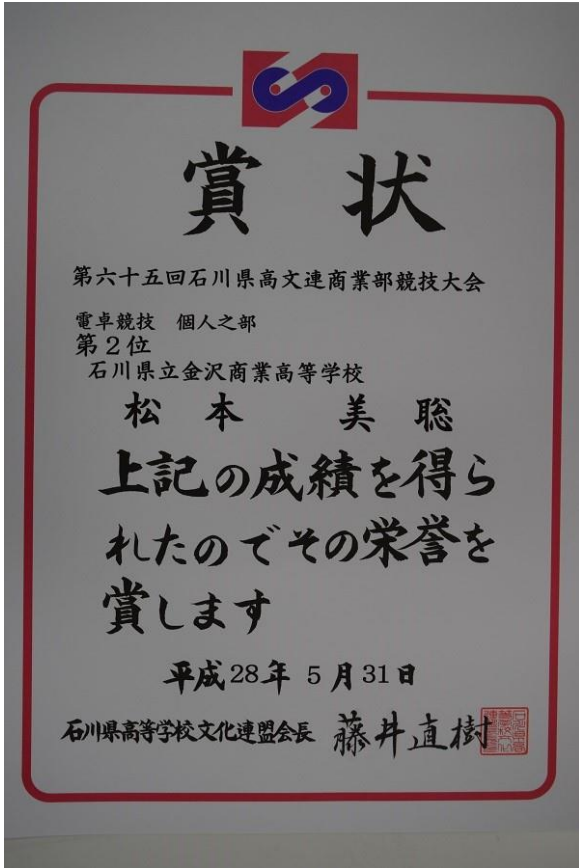 賞状
第六十五回石川県高文連商業部競技大会
電卓競技 個人之部
第２位
石川県立金沢商業高等学校
松本 美聡
上記の成績を得ら
れたのでその栄誉を
賞します
平成28年 5月31日
石川県高等学校文化連盟会長 藤井直樹